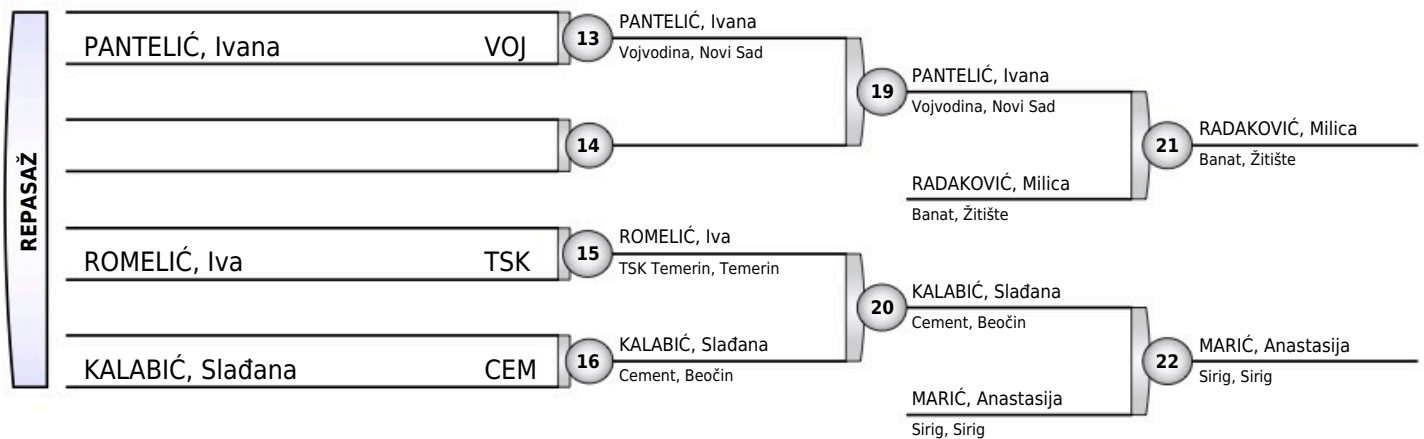 REPASAŽ
PANTELIĆ, Ivana VOJ
13
PANTELIĆ, Ivana
Vojvodina, Novi Sad
14
19
PANTELIĆ, Ivana
Vojvodina, Novi Sad
RADAKOVIĆ, Milica
Banat, Žitište
21
RADAKOVIĆ, Milica
Banat, Žitište
ROMELIĆ, Iva TSK
15
ROMELIĆ, Iva
TSK Temerin, Temerin
KALABIĆ, Slađana CEM
16
KALABIĆ, Slađana
Cement, Beočin
20
KALABIĆ, Slađana
Cement, Beočin
MARIĆ, Anastasija
Sirig, Sirig
22
MARIĆ, Anastasija
Sirig, Sirig